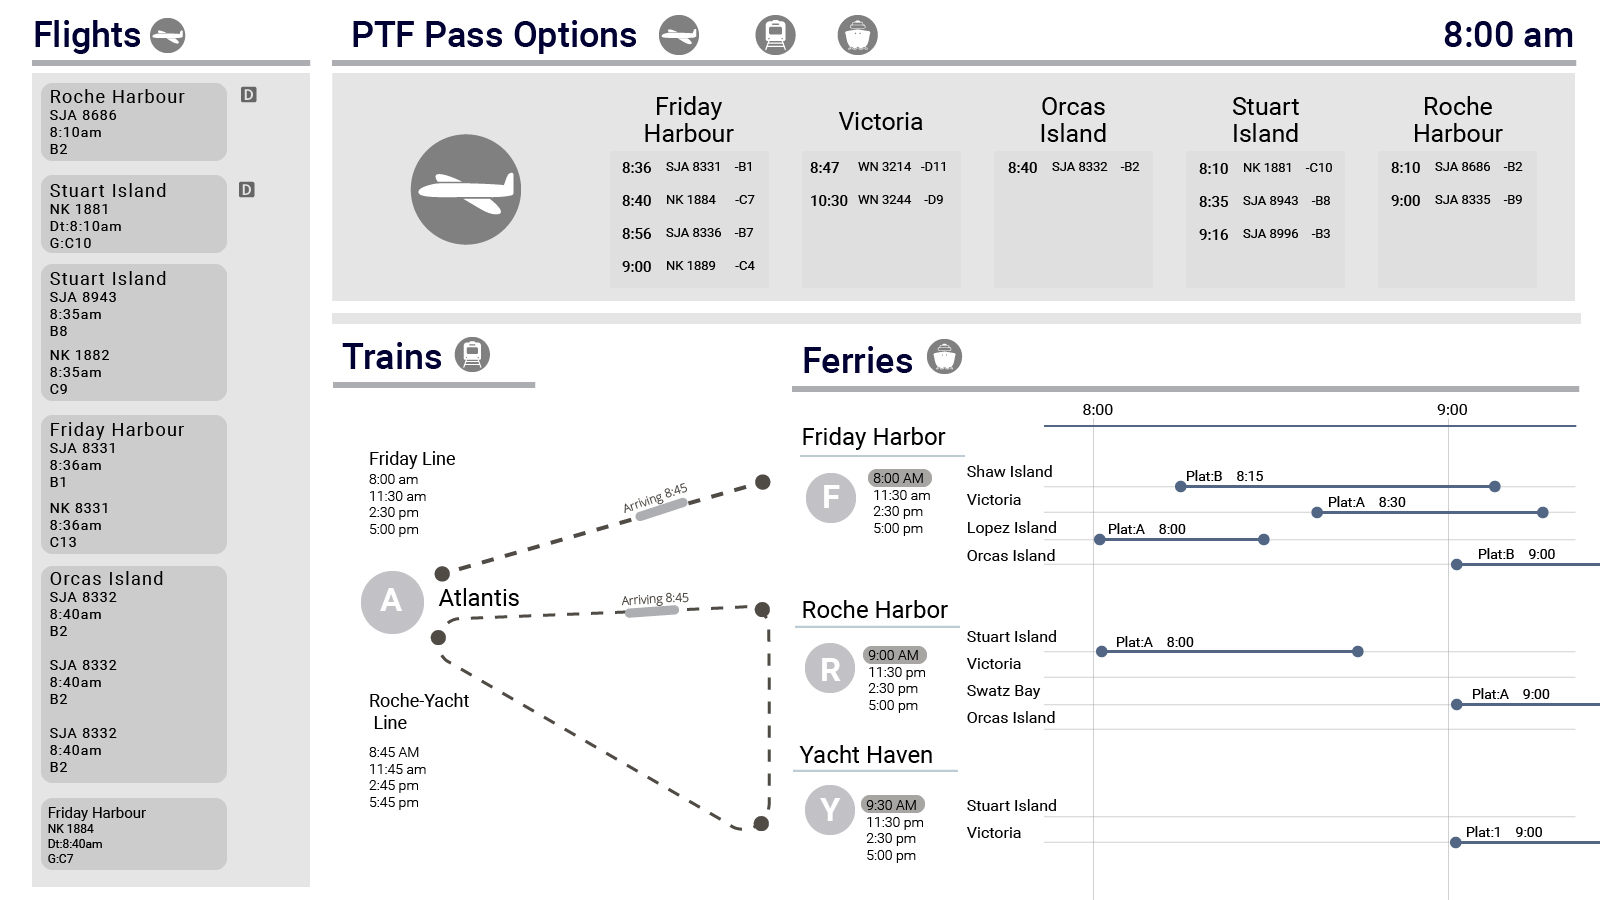 Flights
PTF Pass Options
8:00 am
Roche Harbour
SJA 8686
8:10am
B2
D
Stuart Island
NK 1881
Dt:8:10am
G:C10
D
Stuart Island
SJA 8943
8:35am
B8
NK 1882
8:35am
C9
Friday Harbour
SJA 8331
8:36am
B1
NK 8331
8:36am
C13
Orcas Island
SJA 8332
8:40am
B2
SJA 8332
8:40am
B2
SJA 8332
8:40am
B2
Friday Harbour
NK 1884
Dt:8:40am
G:C7
Friday
Harbour
8:36 SJA 8331 -B1
8:40 NK 1884 -C7
8:56 SJA 8336 -B7
9:00 NK 1889 -C4
Victoria
8:47 WN 3214 -D11
10:30 WN 3244 -D9
Orcas
Island
8:40 SJA 8332 -B2
Stuart
Island
8:10 NK 1881 -C10
8:35 SJA 8943 -B8
9:16 SJA 8996 -B3
Roche
Harbour
8:10 SJA 8686 -B2
9:00 SJA 8335 -B9
Trains
Friday Line
8:00 am
11:30 am
2:30 pm
5:00 pm
Arriving 8:45
A
Atlantis
Arriving 8:45
Roche-Yacht
Line
8:45 AM
11:45 am
2:45 pm
5:45 pm
Ferries
8:00 9:00
Friday Harbor
F
8:00 AM
11:30 am
2:30 pm
5:00 pm
Shaw Island
Plat:B 8:15
Victoria
Plat:A 8:30
Lopez Island
Plat:A 8:00
Orcas Island
Plat:B 9:00
Roche Harbor
R
9:00 AM
11:30 pm
2:30 pm
5:00 pm
Stuart Island
Plat:A 8:00
Victoria
Swatz Bay
Plat:A 9:00
Orcas Island
Yacht Haven
Y
9:30 AM
11:30 pm
2:30 pm
5:00 pm
Stuart Island
Victoria
Plat:1 9:00